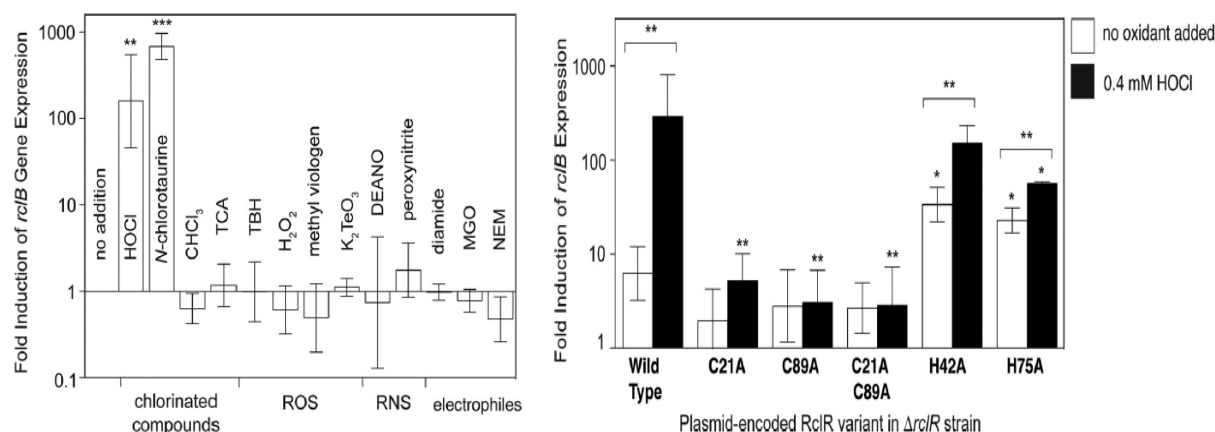 Fold Induction of rclB Gene Expression
1000
100
10
1
0.1
**
***
no addition
HOCl
N-chlorotaurine
CHCl₃
TCA
TBH
H₂O₂
methyl viologen
K₂TeO₃
DEANO
peroxynitrite
diamide
MGO
NEM
chlorinated
compounds
ROS
RNS
electrophiles
Fold Induction of rclB Expression
1000
100
10
1
**
**
**
**
**
*
**
*
*
Wild
Type
C21A
C89A
C21A
C89A
H42A
H75A
Plasmid-encoded RclR variant in ΔrclR strain
no oxidant added
0.4 mM HOCl